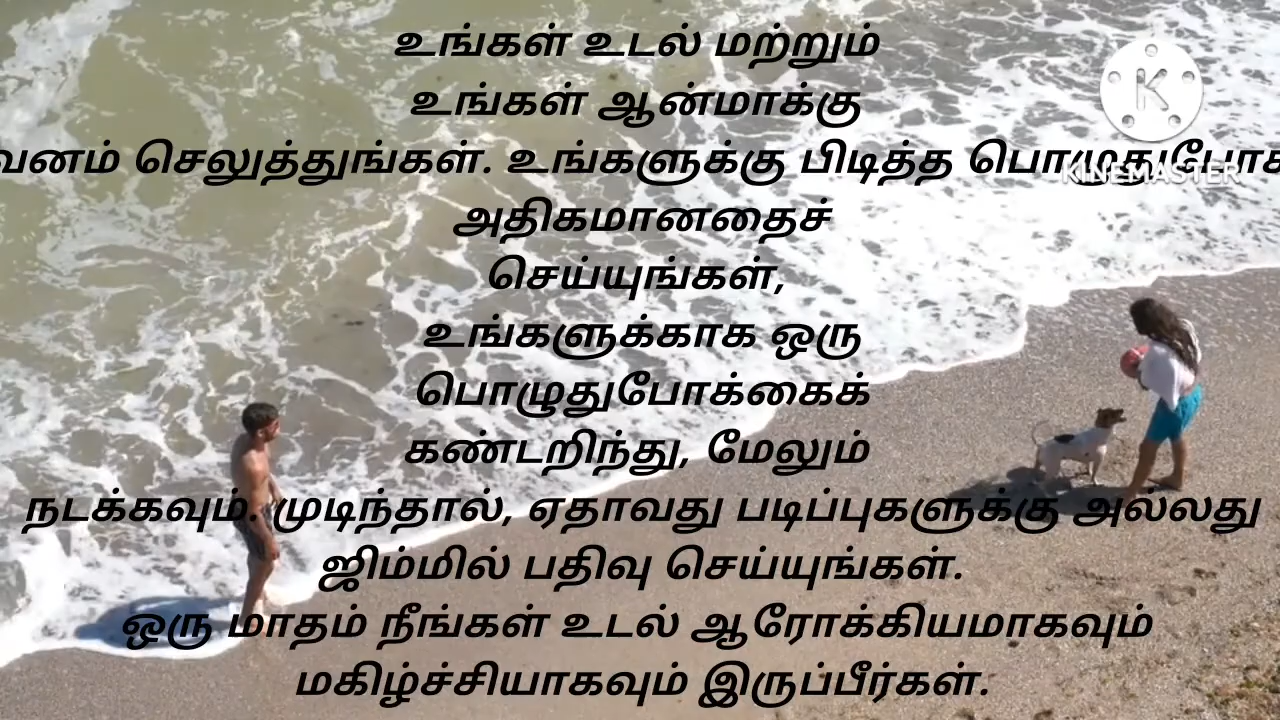 உங்கள் உடல் மற்றும்
உங்கள் ஆன்மாக்கு
செலுத்துங்கள். உங்களுக்கு பிடித்த
அதிகமானதைச்
செய்யுங்கள்,
உங்களுக்காக ஒரு
பொழுதுபோக்கைக்
கண்டறிந்து, மேலும்
நடக்கவும். முடிந்தால், ஏதாவது படிப்புகளுக்கு அல்லது
ஜிம்மில் பதிவு செய்யுங்கள்.
ஒரு மாதம் நீங்கள் உடல் ஆரோக்கியமாகவும்
மகிழ்ச்சியாகவும் இருப்பீர்கள்.
K
KINEMASTER